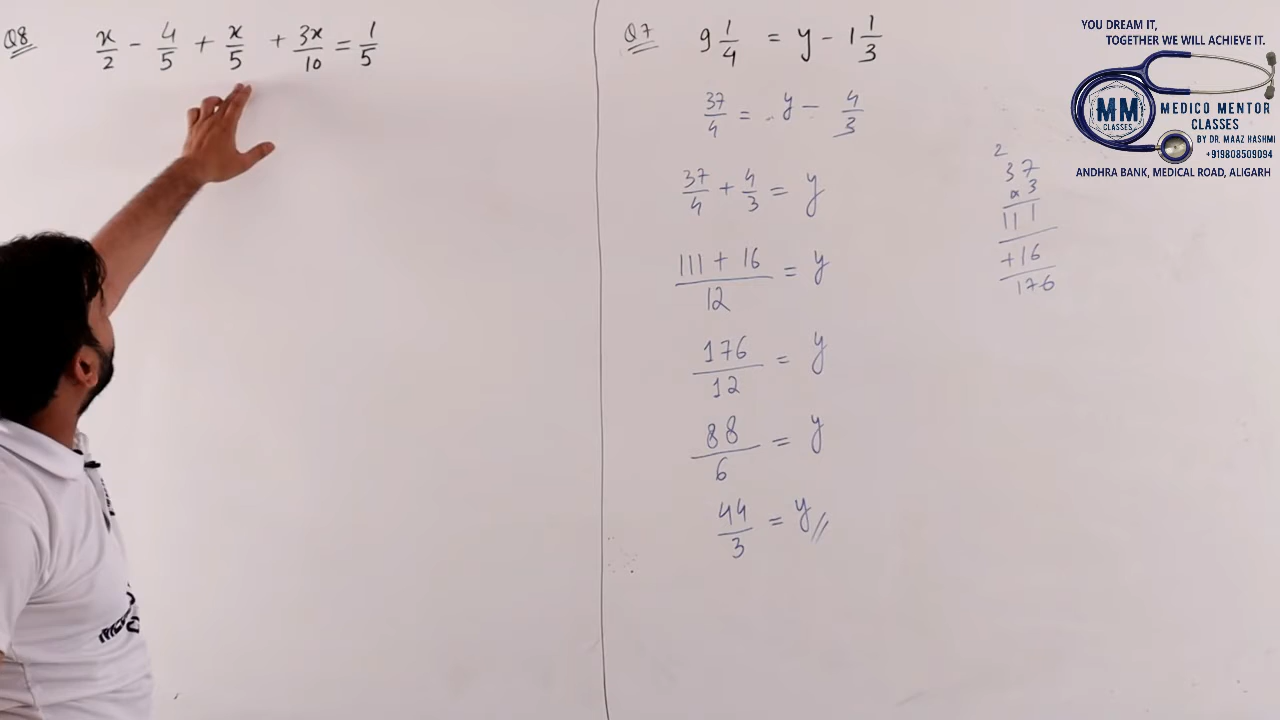 Q8 x/2 - 4/5 + x/5 + 3x/10 = 1/5
Q7 9 1/4 = y - 1 1/3
37/4 = y - 4/3
37/4 + 4/3 = y
111 + 16/12 = y
176/12 = y
88/6 = y
44/3 = y
2
37
x 3
111
+16
176
YOU DREAM IT,
TOGETHER WE WILL ACHIEVE IT.
MM
CLASSES
MEDICO MENTOR
CLASSES
BY DR. MAAZ HASHMI
+919808509094
ANDHRA BANK, MEDICAL ROAD, ALIGARH